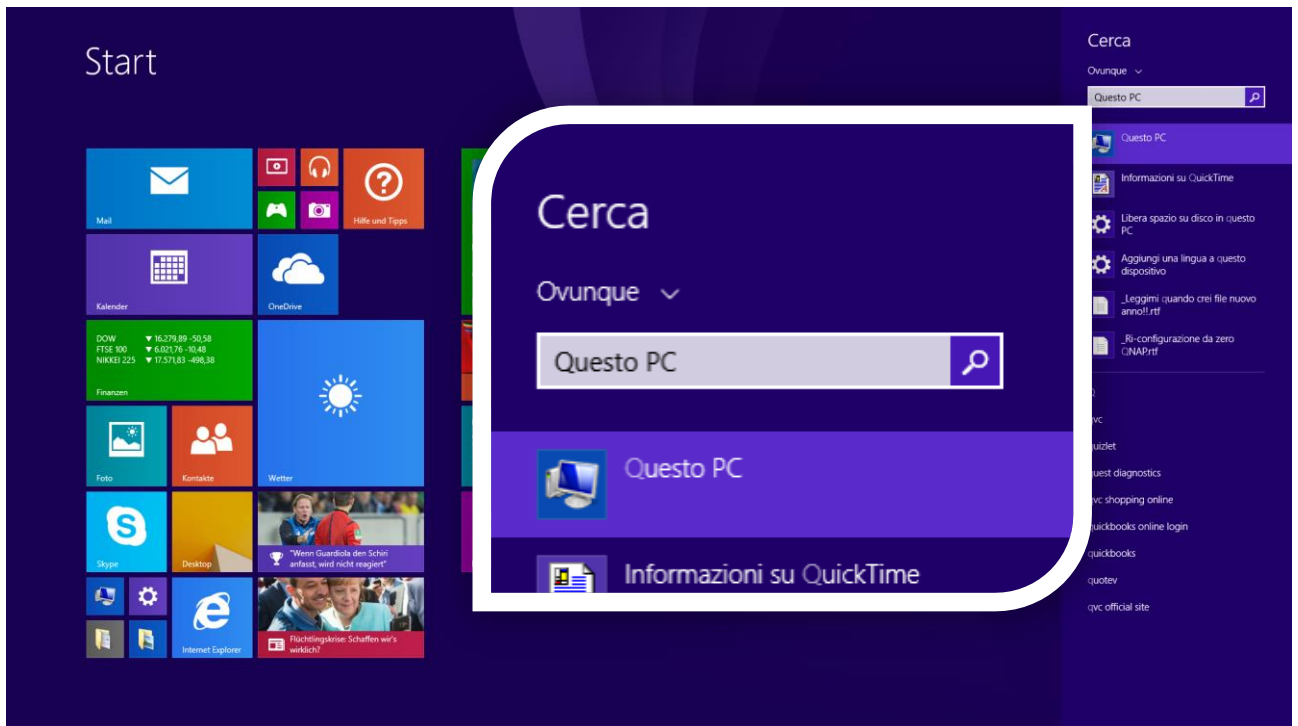 Start
Mail
Hilfe und Tipps
Kalender
OneDrive
DOW ▼ 16.279,89 -50,58
FTSE 100 ▼ 6.021,76 -10,48
NIKKEI 225 ▼ 17.571,83 -498,38
Finanzen
Foto
Kontakte
Wetter
Skype
Desktop
"Wenn Guardiola den Schiri
anfasst, wird nicht reagiert"
Internet Explorer
Flüchtlingskrise: Schaffen wir's
wirklich?
Cerca
Ovunque
Questo PC
Questo PC
Informazioni su QuickTime
Cerca
Ovunque
Questo PC
Questo PC
Informazioni su QuickTime
Libera spazio su disco in questo
PC
Aggiungi una lingua a questo
dispositivo
_Leggimi quando crei file nuovo
anno!!.rtf
_Ri-configurazione da zero
QNAP.rtf
quest diagnostics
qvc shopping online
quickbooks online login
quickbooks
quotev
qvc official site